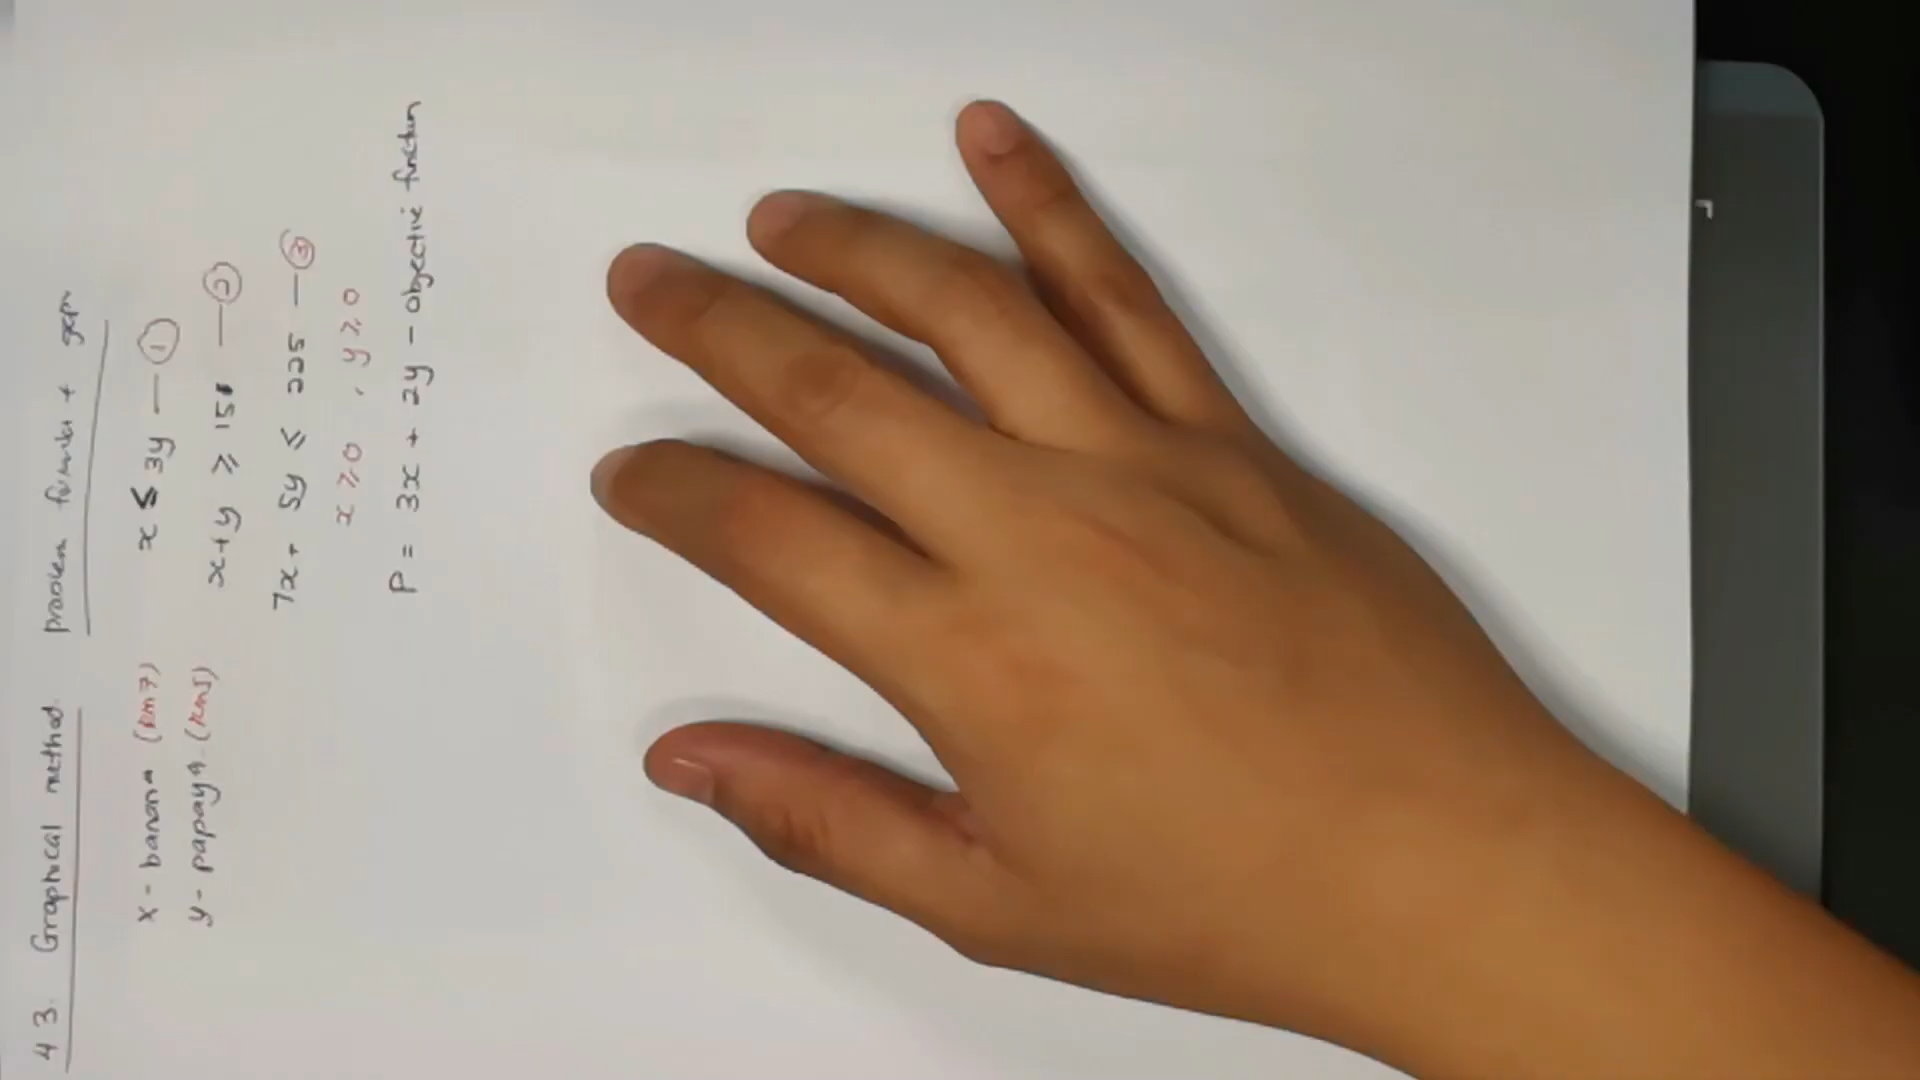 4 3. Graphical method problem formula + 
x - banana (RM7) x ≤ 3y — ①
y - papaya (RM5) x + y ≥ 15 — ②
7x + 5y ≤ 225 — ③
x ≥ 0 , y ≥ 0
P = 3x + 2y - objective function